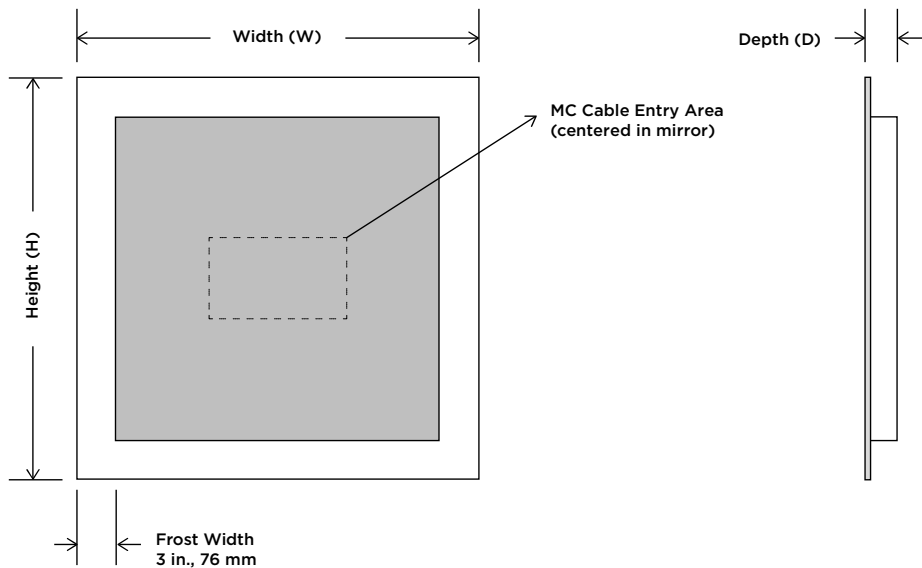 Width (W)
Depth (D)
MC Cable Entry Area
(centered in mirror)
Height (H)
Frost Width
3 in., 76 mm